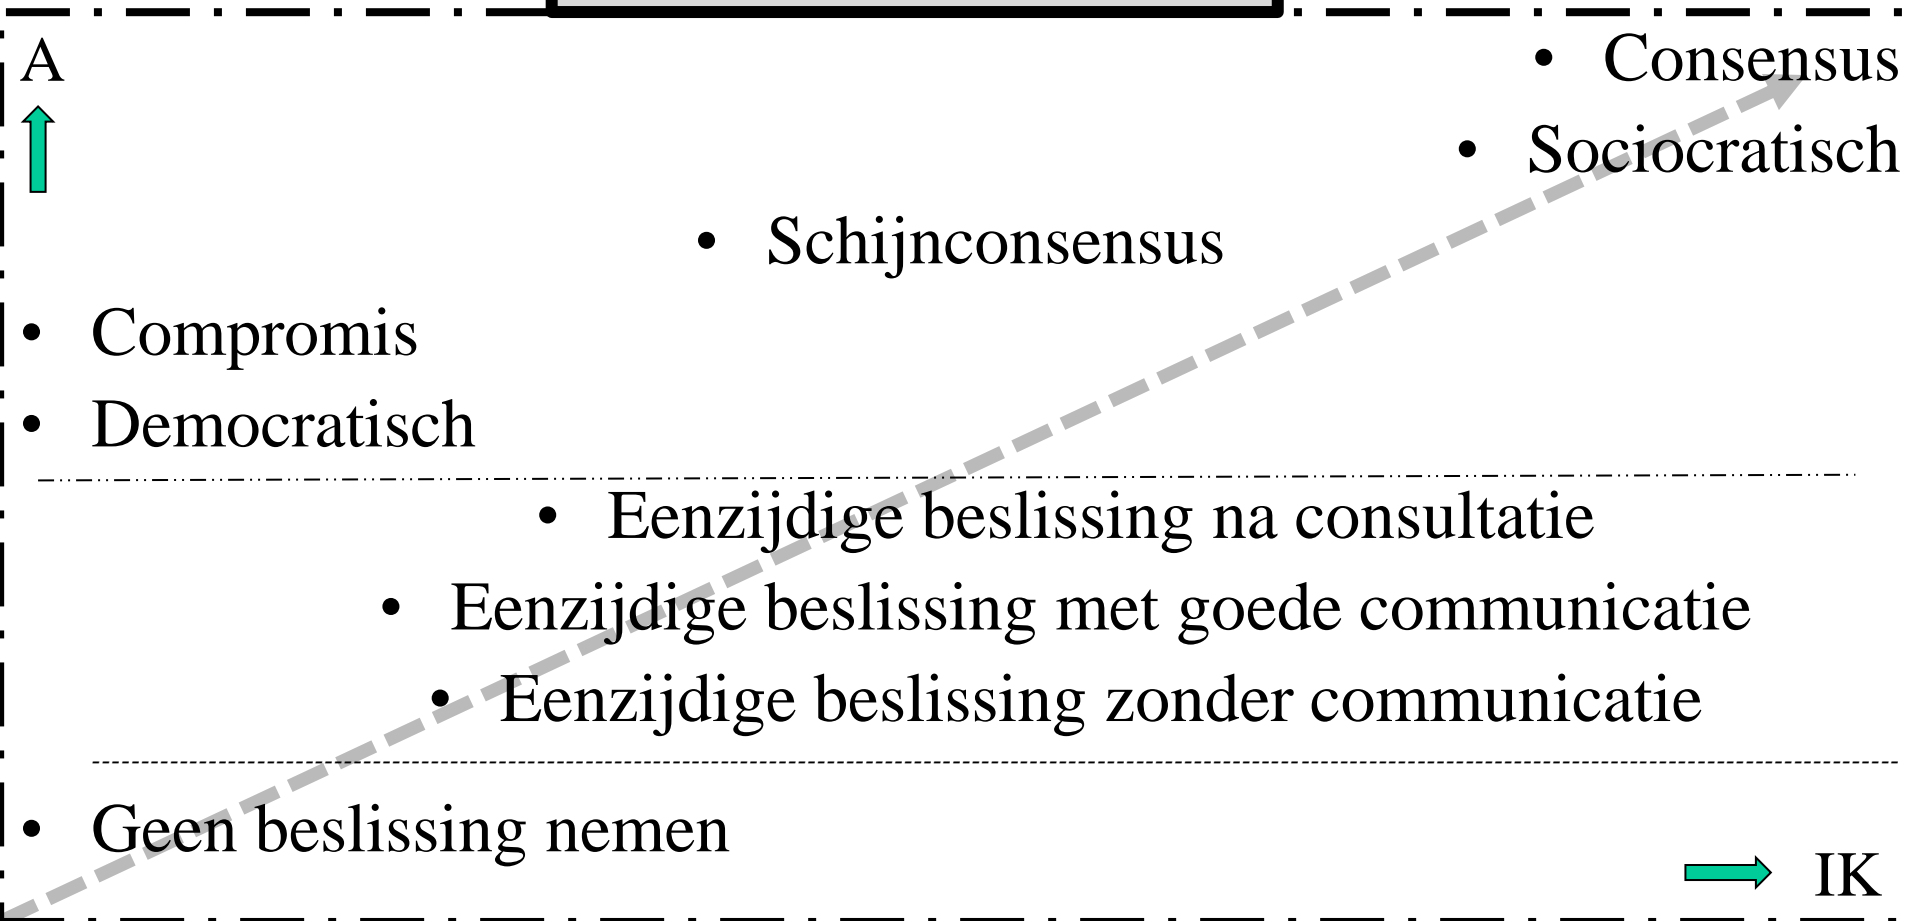 A
• Consensus
• Sociocratisch
• Schijnconsensus
• Compromis
• Democratisch
• Eenzijdige beslissing na consultatie
• Eenzijdige beslissing met goede communicatie
• Eenzijdige beslissing zonder communicatie
• Geen beslissing nemen
IK